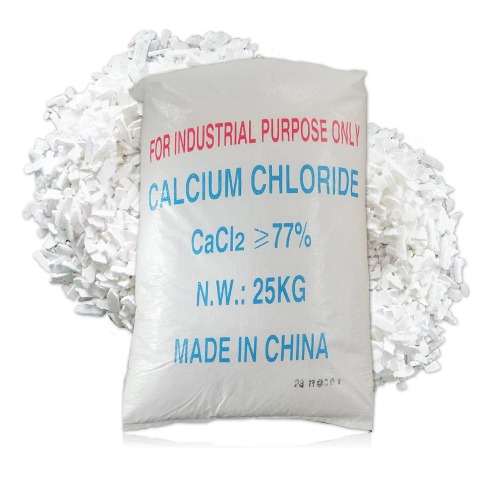 FOR INDUSTRIAL PURPOSE ONLY
CALCIUM CHLORIDE
CaCl2 ⩾77%
N.W.: 25KG
MADE IN CHINA